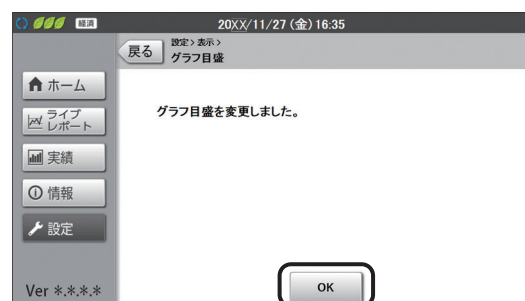 経済
20XX/11/27 (金) 16:35
戻る
設定＞表示＞
グラフ目盛
ホーム
ライブ
レポート
実績
情報
設定
グラフ目盛を変更しました。
OK
Ver *.*.*.*